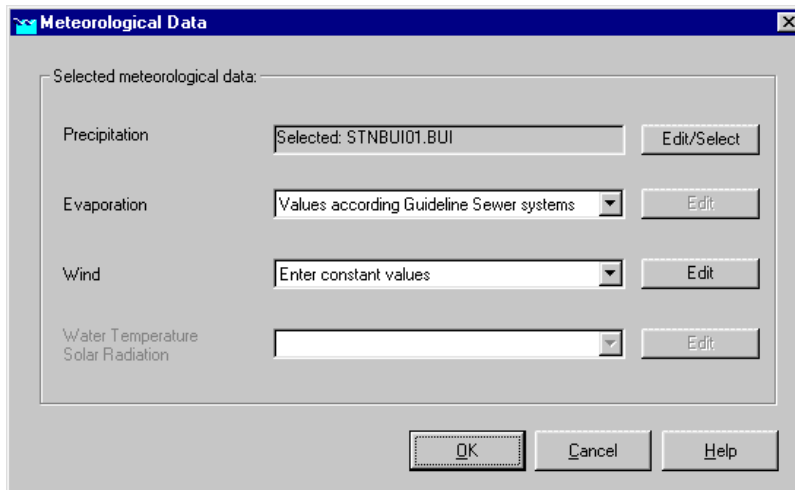 Meteorological Data
Selected meteorological data:
Precipitation
Selected: STNBUI01.BUI
Edit/Select
Evaporation
Values according Guideline Sewer systems
Edit
Wind
Enter constant values
Edit
Water Temperature
Solar Radiation
Edit
OK
Cancel
Help